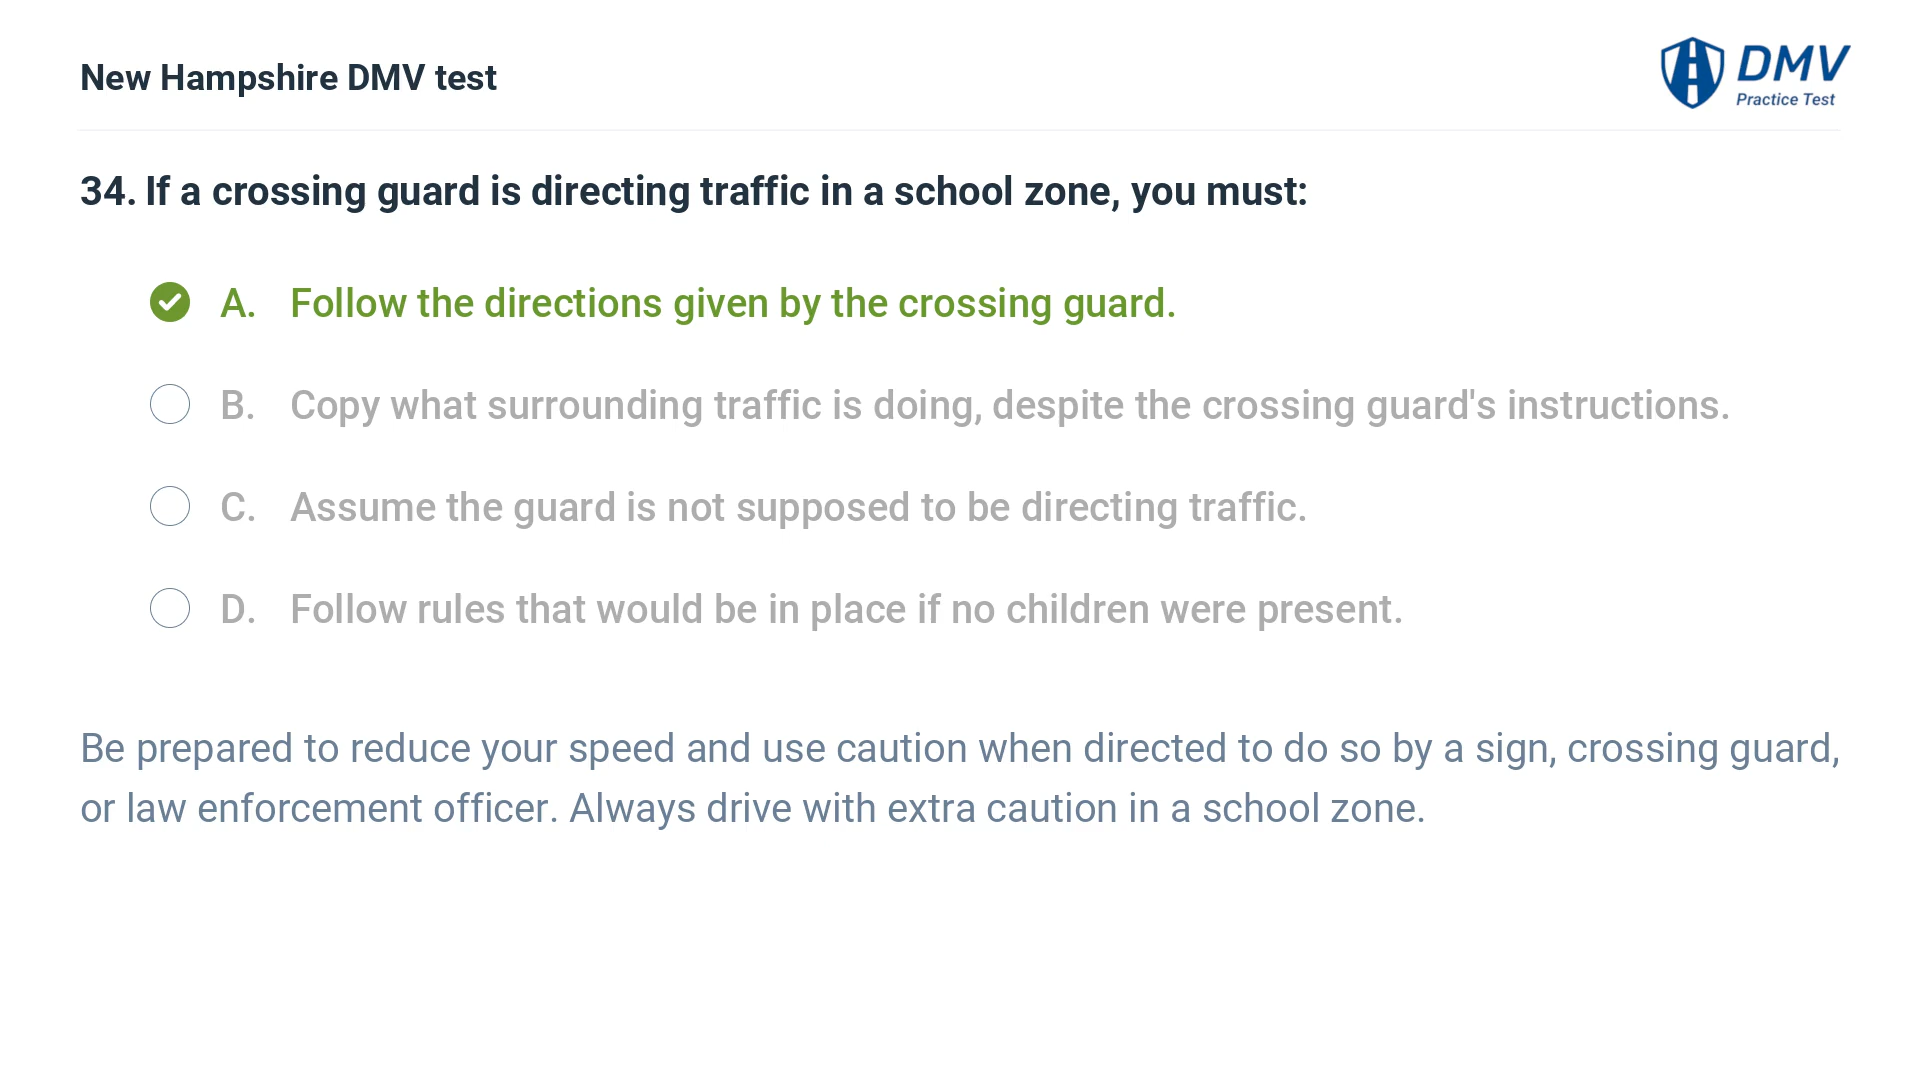 New Hampshire DMV test
DMV
Practice Test
34. If a crossing guard is directing traffic in a school zone, you must:
A. Follow the directions given by the crossing guard.
B. Copy what surrounding traffic is doing, despite the crossing guard's instructions.
C. Assume the guard is not supposed to be directing traffic.
D. Follow rules that would be in place if no children were present.
Be prepared to reduce your speed and use caution when directed to do so by a sign, crossing guard,
or law enforcement officer. Always drive with extra caution in a school zone.